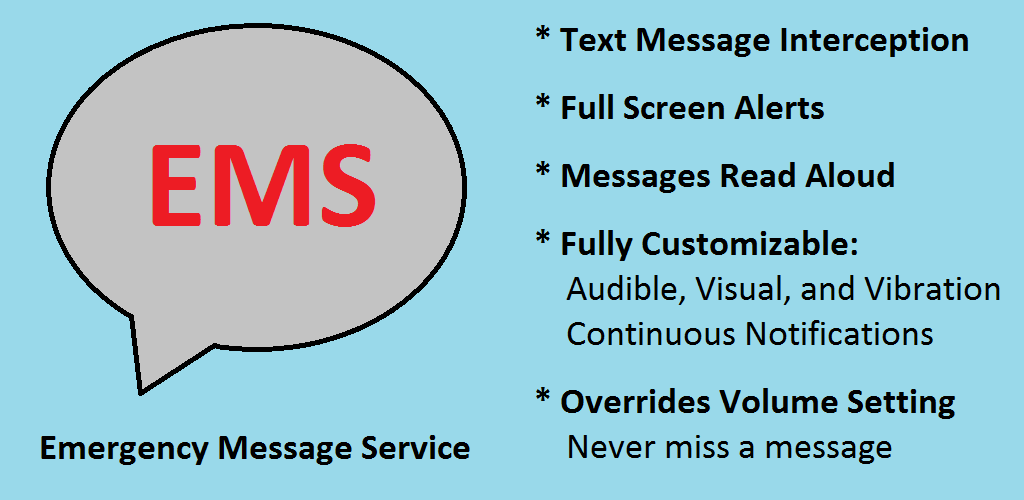 EMS
Emergency Message Service
* Text Message Interception
* Full Screen Alerts
* Messages Read Aloud
* Fully Customizable:
Audible, Visual, and Vibration
Continuous Notifications
* Overrides Volume Setting
Never miss a message